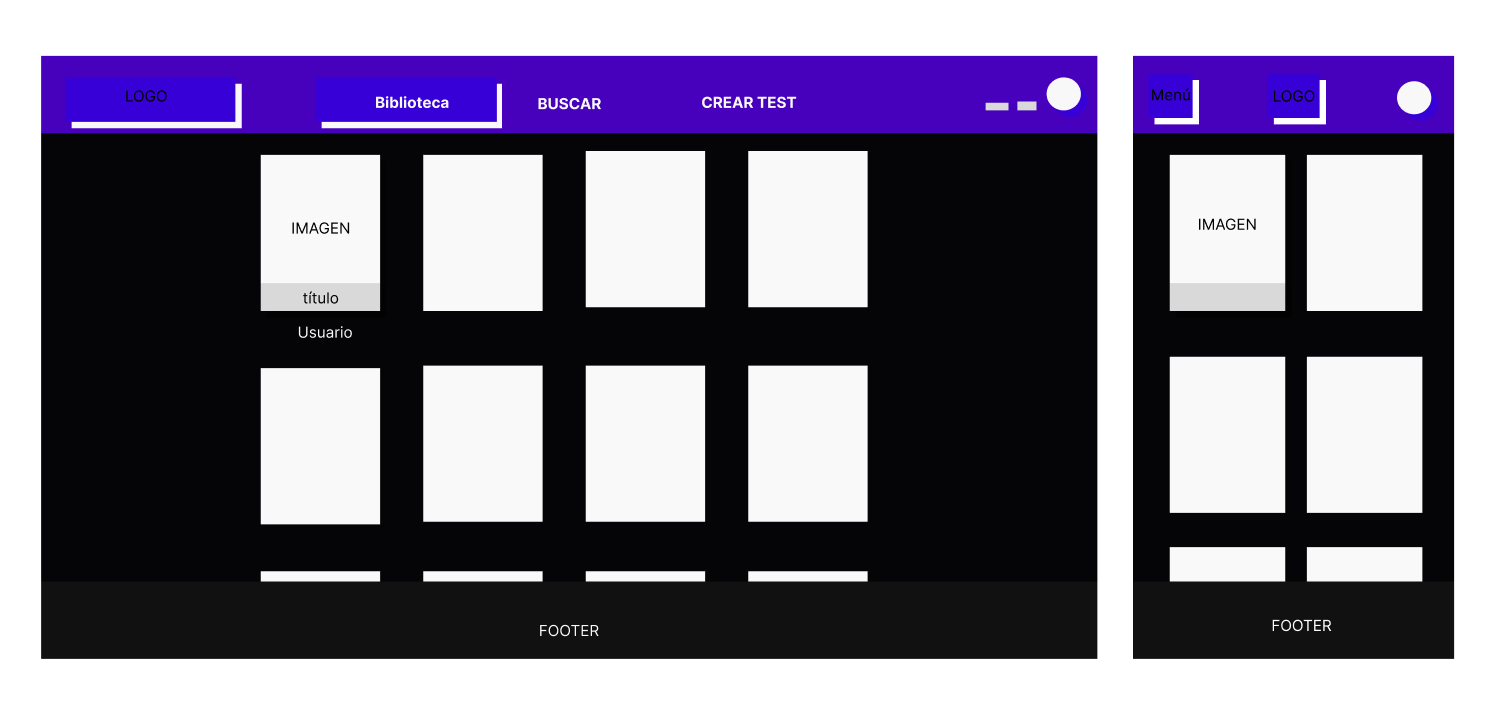 LOGO
Biblioteca
BUSCAR
CREAR TEST
IMAGEN
título
Usuario
FOOTER
Menú
LOGO
IMAGEN
FOOTER